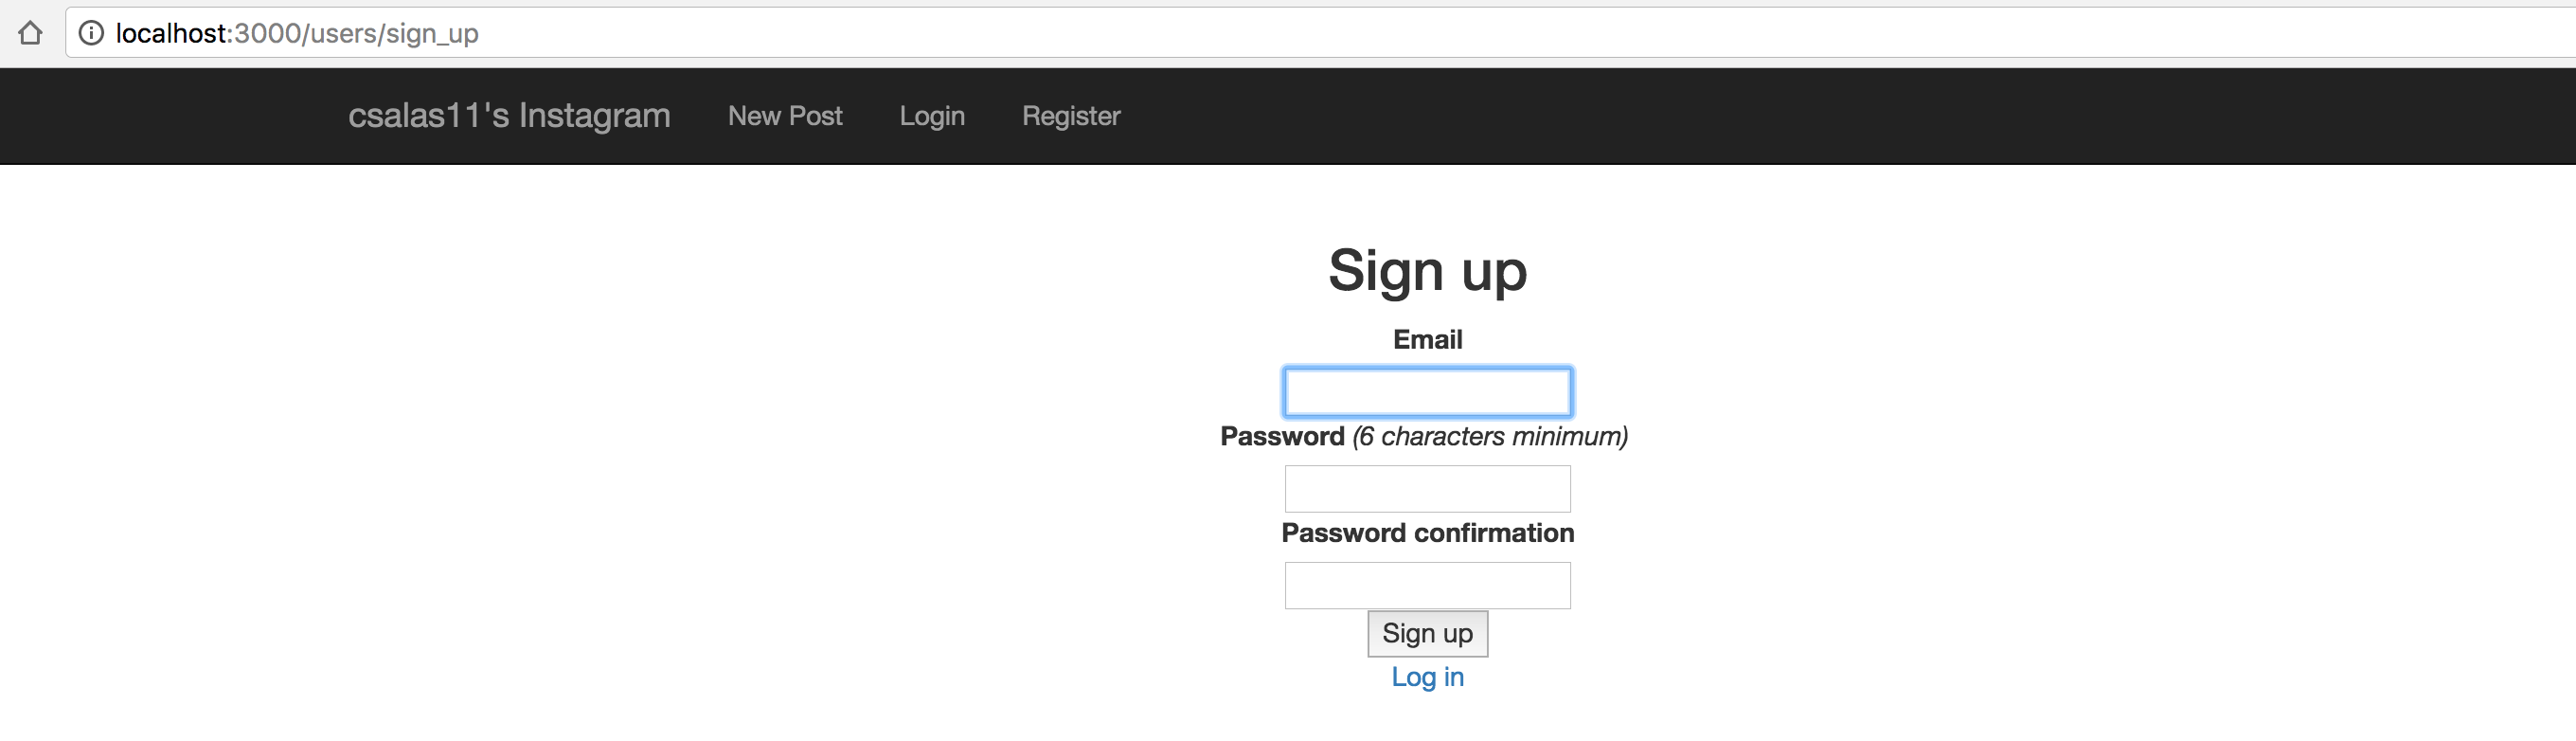 localhost:3000/users/sign_up
csalas11's Instagram New Post Login Register
Sign up
Email
Password (6 characters minimum)
Password confirmation
Sign up
Log in